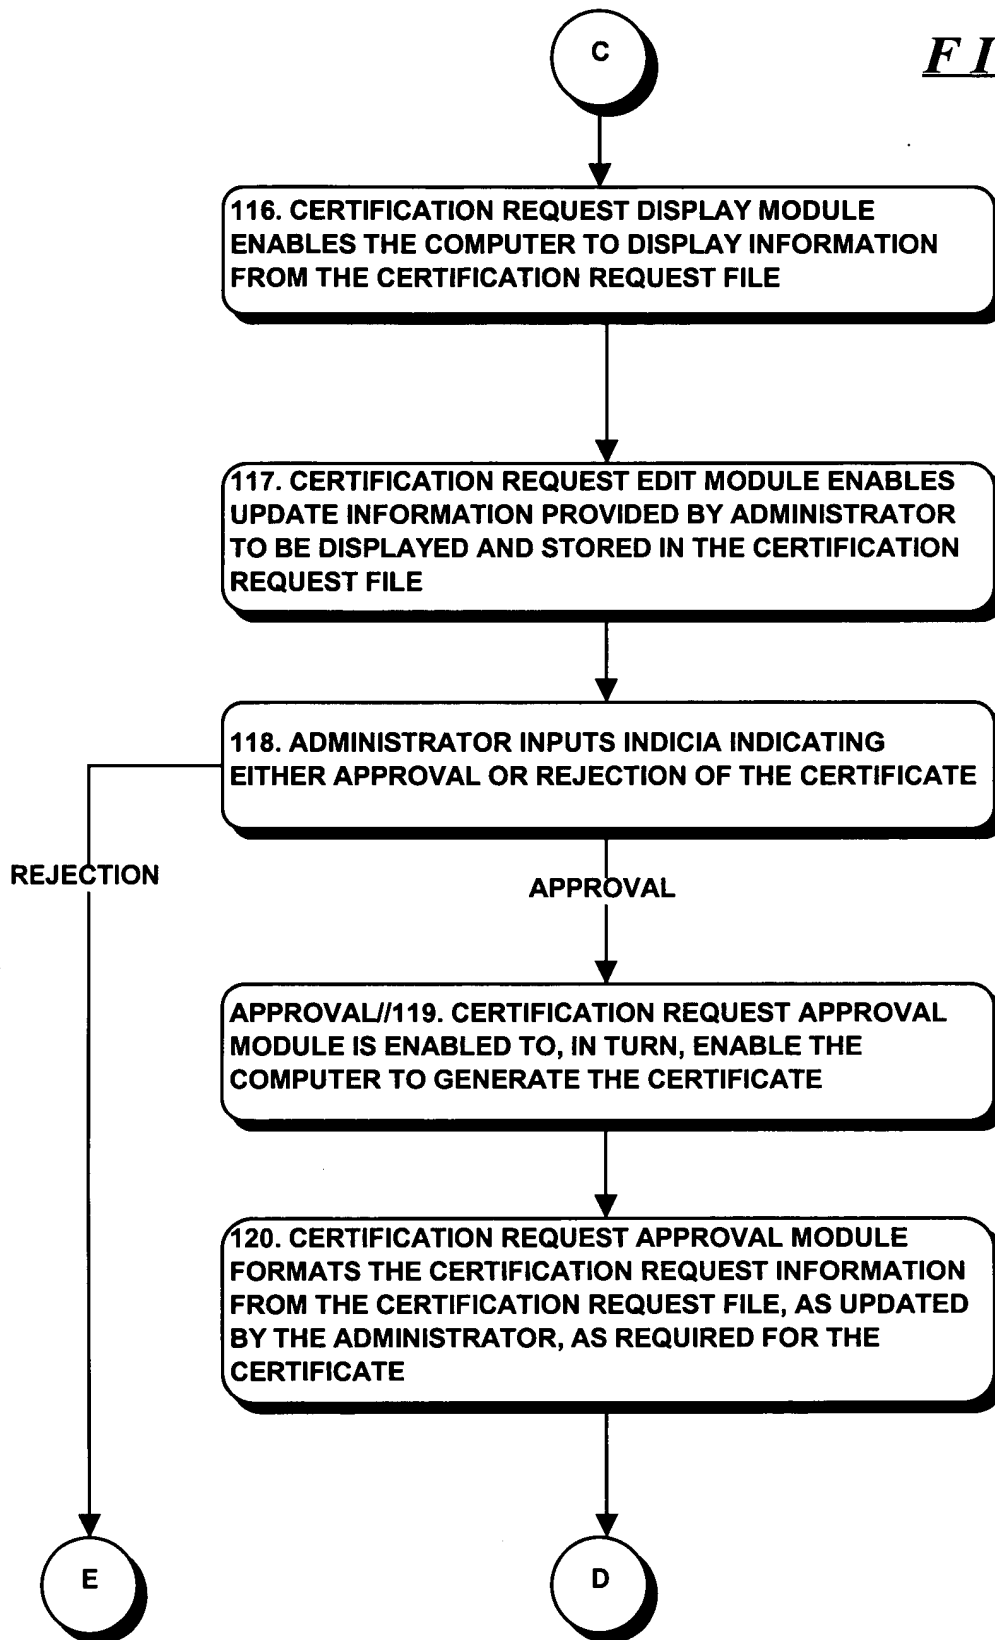 C
F I
116. CERTIFICATION REQUEST DISPLAY MODULE
ENABLES THE COMPUTER TO DISPLAY INFORMATION
FROM THE CERTIFICATION REQUEST FILE
117. CERTIFICATION REQUEST EDIT MODULE ENABLES
UPDATE INFORMATION PROVIDED BY ADMINISTRATOR
TO BE DISPLAYED AND STORED IN THE CERTIFICATION
REQUEST FILE
118. ADMINISTRATOR INPUTS INDICIA INDICATING
EITHER APPROVAL OR REJECTION OF THE CERTIFICATE
REJECTION
APPROVAL
APPROVAL//119. CERTIFICATION REQUEST APPROVAL
MODULE IS ENABLED TO, IN TURN, ENABLE THE
COMPUTER TO GENERATE THE CERTIFICATE
120. CERTIFICATION REQUEST APPROVAL MODULE
FORMATS THE CERTIFICATION REQUEST INFORMATION
FROM THE CERTIFICATION REQUEST FILE, AS UPDATED
BY THE ADMINISTRATOR, AS REQUIRED FOR THE
CERTIFICATE
E
D